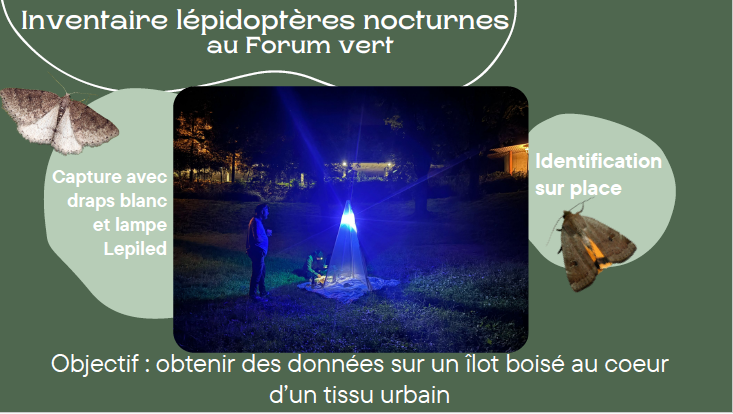 Inventaire lépidoptères nocturnes
au Forum vert
Capture avec
draps blanc
et lampe
Lepiled
Identification
sur place
Objectif : obtenir des données sur un îlot boisé au coeur
d'un tissu urbain